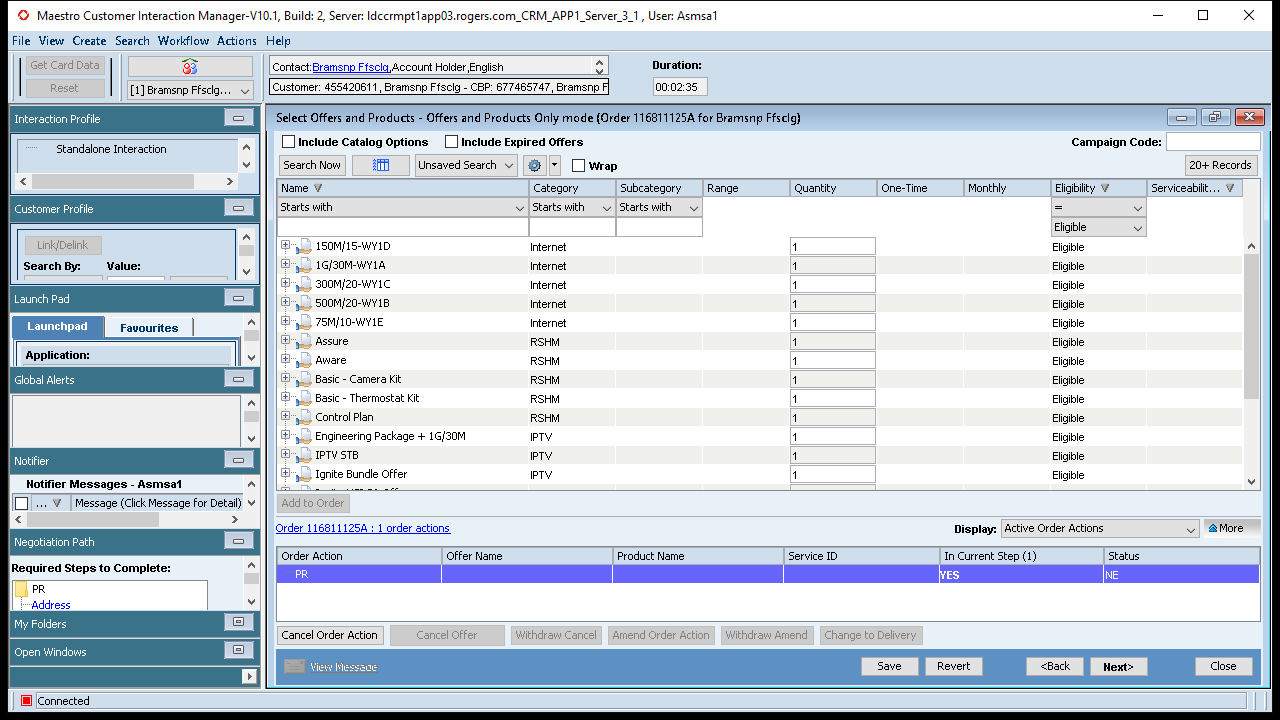 Maestro Customer Interaction Manager-V10.1, Build: 2, Server: ldccrmpt1app03.rogers.com_CRM_APP1_Server_3_1 , User: Asmsa1
File View Create Search Workflow Actions Help
Get Card Data
Reset
[1] Bramsnp Ffsclg...
Contact:Bramsnp Ffsclg,Account Holder,English
Customer: 455420611, Bramsnp Ffsclg - CBP: 677465747, Bramsnp F
Duration:
00:02:35
Interaction Profile
Standalone Interaction
Customer Profile
Link/Delink
Search By: Value:
Launch Pad
Launchpad Favourites
Application:
Global Alerts
Notifier
Notifier Messages - Asmsa1
... Message (Click Message for Detail)
Negotiation Path
Required Steps to Complete:
PR
Address
My Folders
Open Windows
Select Offers and Products - Offers and Products Only mode (Order 116811125A for Bramsnp Ffsclg)
Include Catalog Options Include Expired Offers Campaign Code:
Search Now Unsaved Search Wrap 20+ Records
Name Category Subcategory Range Quantity One-Time Monthly Eligibility Serviceabilit...
Starts with Starts with Starts with =
Eligible
150M/15-WY1D Internet 1 Eligible
1G/30M-WY1A Internet 1 Eligible
300M/20-WY1C Internet 1 Eligible
500M/20-WY1B Internet 1 Eligible
75M/10-WY1E Internet 1 Eligible
Assure RSHM 1 Eligible
Aware RSHM 1 Eligible
Basic - Camera Kit RSHM 1 Eligible
Basic - Thermostat Kit RSHM 1 Eligible
Control Plan RSHM 1 Eligible
Engineering Package + 1G/30M IPTV 1 Eligible
IPTV STB IPTV 1 Eligible
Ignite Bundle Offer IPTV 1 Eligible
Add to Order
Order 116811125A : 1 order actions Display: Active Order Actions More
Order Action Offer Name Product Name Service ID In Current Step (1) Status
PR YES NE
Cancel Order Action Cancel Offer Withdraw Cancel Amend Order Action Withdraw Amend Change to Delivery
View Message Save Revert <Back Next> Close
Connected